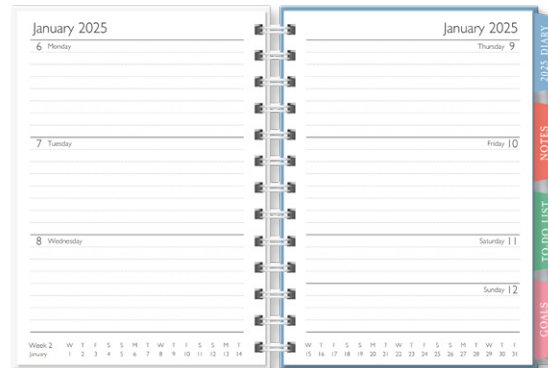 January 2025
6 Monday
7 Tuesday
8 Wednesday
Week 2 W T F S S M T W T F S S M T
January 1 2 3 4 5 6 7 8 9 10 11 12 13 14
January 2025
Thursday 9
Friday 10
Saturday 11
Sunday 12
W T F S S M T W T F S S M T W T F
15 16 17 18 19 20 21 22 23 24 25 26 27 28 29 30 31
2025 DIARY
NOTES
TO DO LIST
GOALS